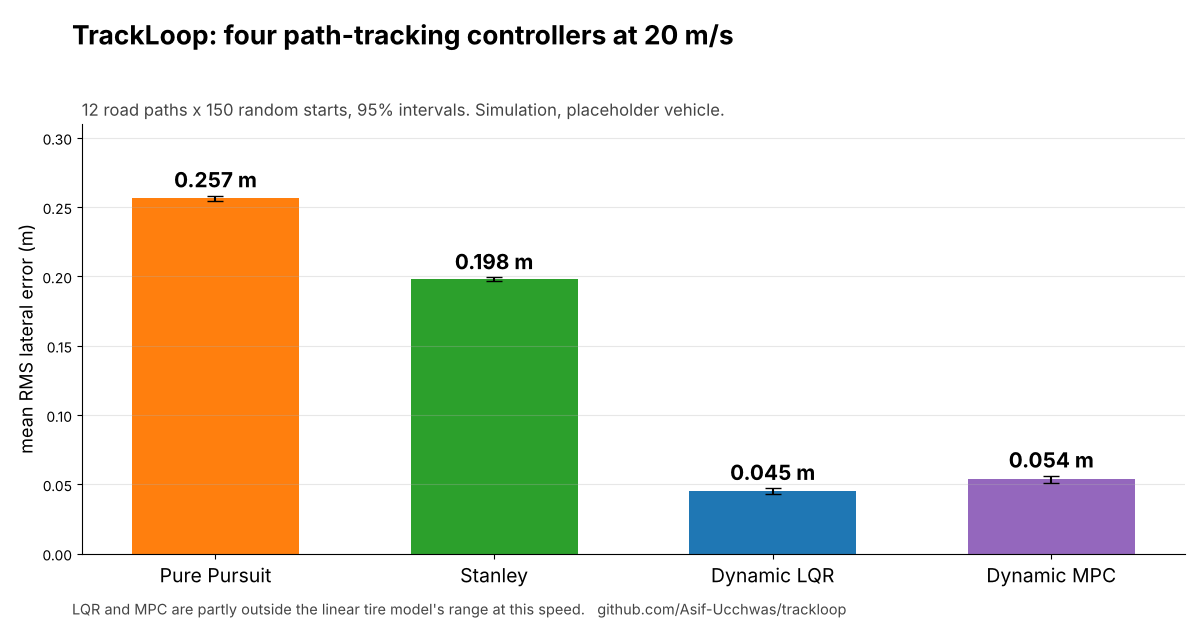 TrackLoop: four path-tracking controllers at 20 m/s
12 road paths x 150 random starts, 95% intervals. Simulation, placeholder vehicle.
mean RMS lateral error (m)
0.30
0.25
0.20
0.15
0.10
0.05
0.00
0.257 m
0.198 m
0.045 m
0.054 m
Pure Pursuit
Stanley
Dynamic LQR
Dynamic MPC
LQR and MPC are partly outside the linear tire model's range at this speed.   github.com/Asif-Ucchwas/trackloop